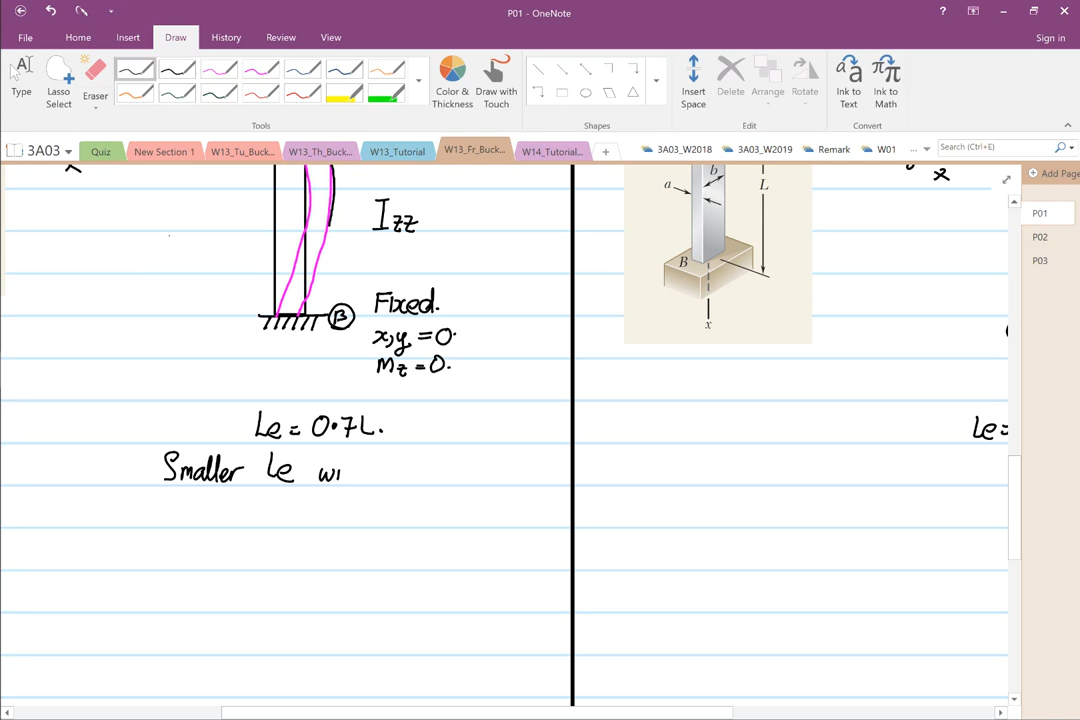 P01 - OneNote
?
File
Home
Insert
Draw
History
Review
View
Sign in
Type
Lasso Select
Eraser
Color & Thickness
Draw with Touch
Insert Space
Delete
Arrange
Rotate
Ink to Text
Ink to Math
Tools
Shapes
Edit
Convert
3A03
Quiz
New Section 1
W13_Tu_Buck...
W13_Th_Buck...
W13_Tutorial
W13_Fr_Buck...
W14_Tutorial...
+
3A03_W2018
3A03_W2019
Remark
W01
...
Search (Ctrl+E)
Add Page
P01
P02
P03
Izz
B
Fixed.
x,y = 0.
Mz = 0.
Le = 0.7L.
Smaller Le wi
b
a
L
B
x
x
Le=